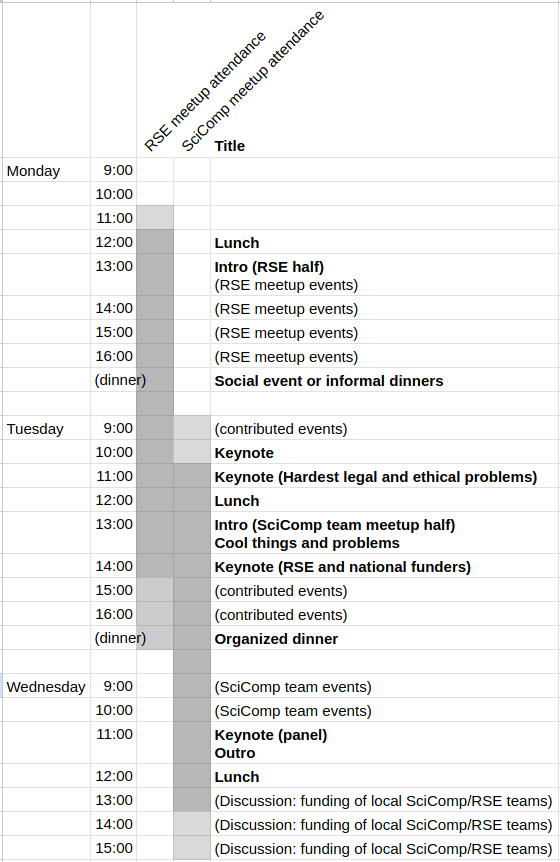 RSE meetup attendance
SciComp meetup attendance
Title
Monday 9:00
10:00
11:00
12:00 Lunch
13:00 Intro (RSE half)
(RSE meetup events)
14:00 (RSE meetup events)
15:00 (RSE meetup events)
16:00 (RSE meetup events)
(dinner) Social event or informal dinners
Tuesday 9:00 (contributed events)
10:00 Keynote
11:00 Keynote (Hardest legal and ethical problems)
12:00 Lunch
13:00 Intro (SciComp team meetup half)
Cool things and problems
14:00 Keynote (RSE and national funders)
15:00 (contributed events)
16:00 (contributed events)
(dinner) Organized dinner
Wednesday 9:00 (SciComp team events)
10:00 (SciComp team events)
11:00 Keynote (panel)
Outro
12:00 Lunch
13:00 (Discussion: funding of local SciComp/RSE teams)
14:00 (Discussion: funding of local SciComp/RSE teams)
15:00 (Discussion: funding of local SciComp/RSE teams)